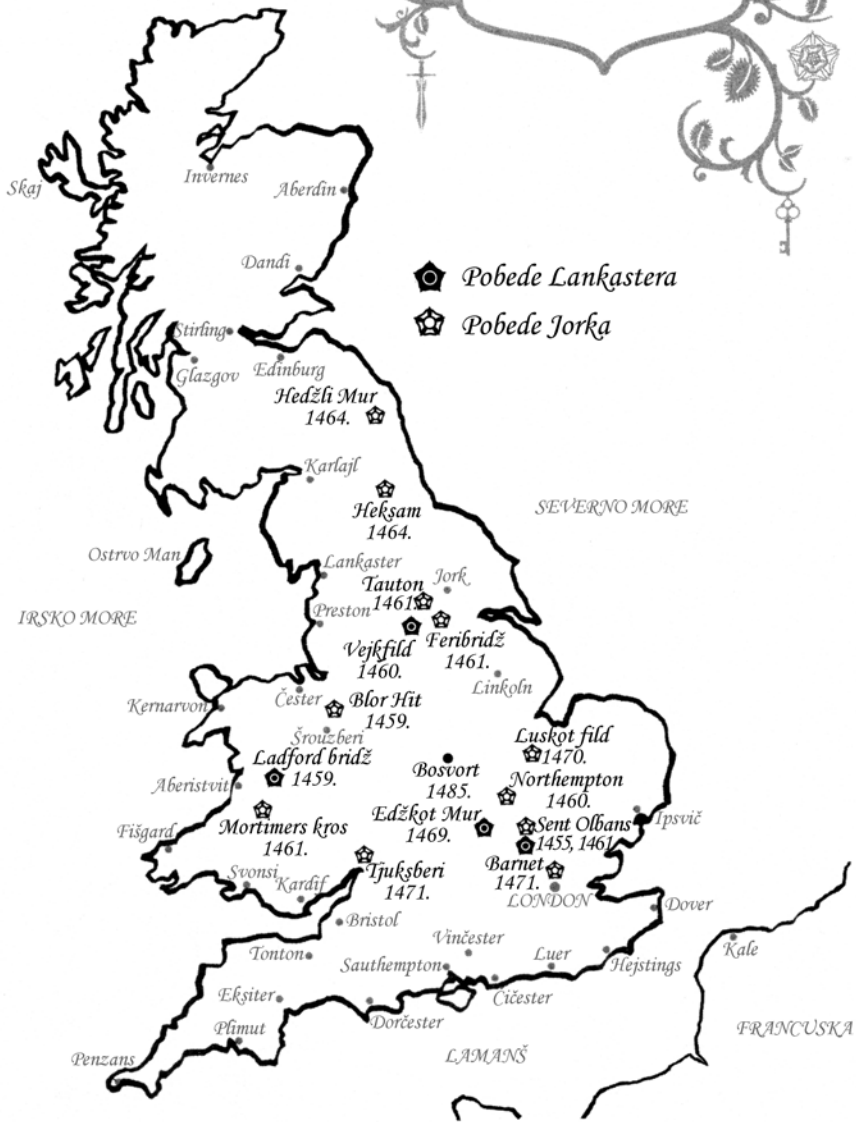 Skaj
Invernes
Aberdin
Dandi
Pobede Lankastera
Pobede Jorka
Stirling
Glazgov
Edinburg
Hedžli Mur
1464.
Karlajl
Heksam
1464.
SEVERNO MORE
Ostrvo Man
Lankaster
Jork
Tauton
1461.
IRSKO MORE
Preston
Feribridž
1461.
Vejkfild
1460.
Linkoln
Čester
Kernarvon
Blor Hit
1459.
Šrouzberi
Luskot fild
1470.
Ladford bridž
1459.
Bosvort
1485.
Northempton
1460.
Aberistvit
Edžkot Mur
1469.
Mortimers kros
1461.
Sent Olbans
1455, 1461.
Ipsvič
Fišgard
Tjuksberi
1471.
Barnet
1471.
Svonsi
Kardif
LONDON
Dover
Bristol
Vinčester
Kale
Tonton
Sauthempton
Luer
Hejstings
Čičester
Eksiter
Dorčester
Plimut
FRANCUSKA
Penzans
LAMANŠ